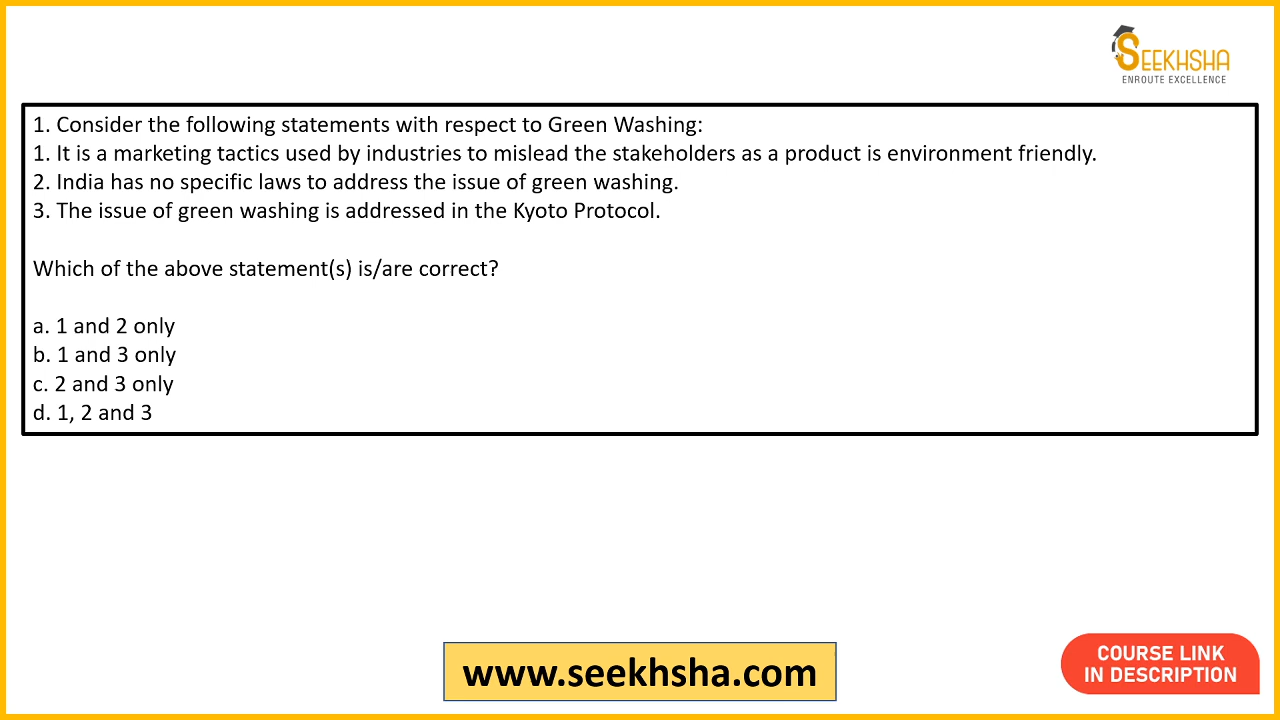 SEEKHSHA
ENROUTE EXCELLENCE
1. Consider the following statements with respect to Green Washing:
1. It is a marketing tactics used by industries to mislead the stakeholders as a product is environment friendly.
2. India has no specific laws to address the issue of green washing.
3. The issue of green washing is addressed in the Kyoto Protocol.
Which of the above statement(s) is/are correct?
a. 1 and 2 only
b. 1 and 3 only
c. 2 and 3 only
d. 1, 2 and 3
www.seekhsha.com
COURSE LINK
IN DESCRIPTION